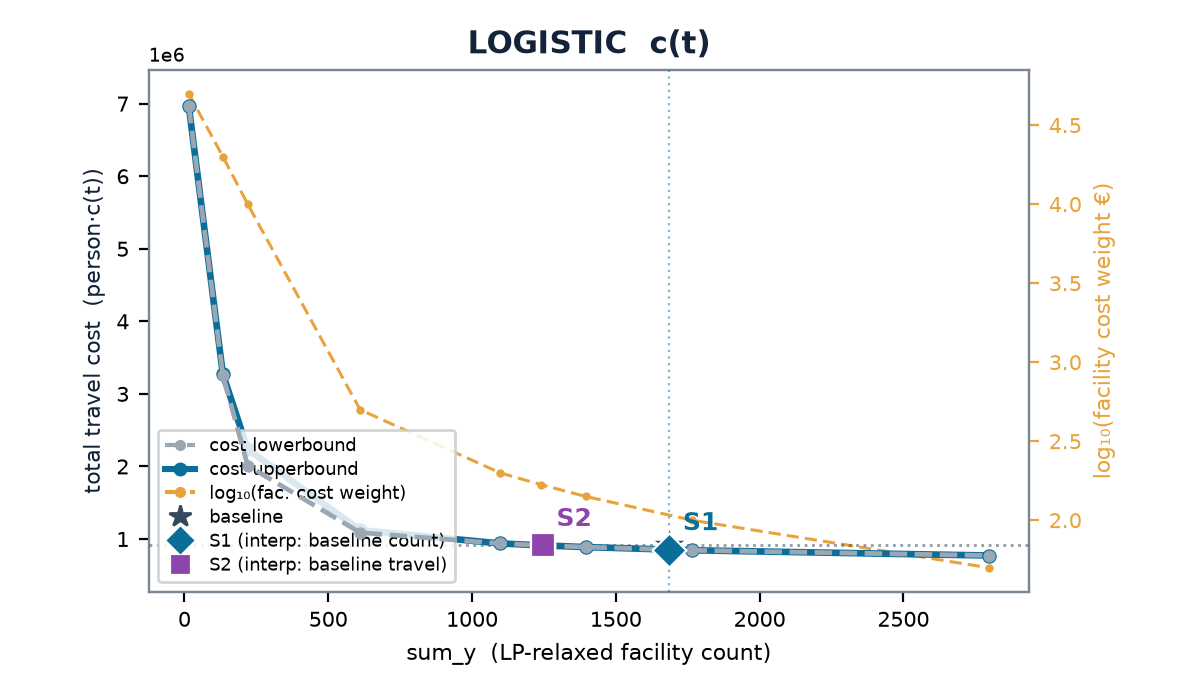 LOGISTIC c(t)
1e6
7
6
5
4
3
2
1
total travel cost (person·c(t))
4.5
4.0
3.5
3.0
2.5
2.0
log₁₀(facility cost weight €)
S2
S1
cost lowerbound
cost upperbound
log₁₀(fac. cost weight)
baseline
S1 (interp: baseline count)
S2 (interp: baseline travel)
0
500
1000
1500
2000
2500
sum_y (LP-relaxed facility count)